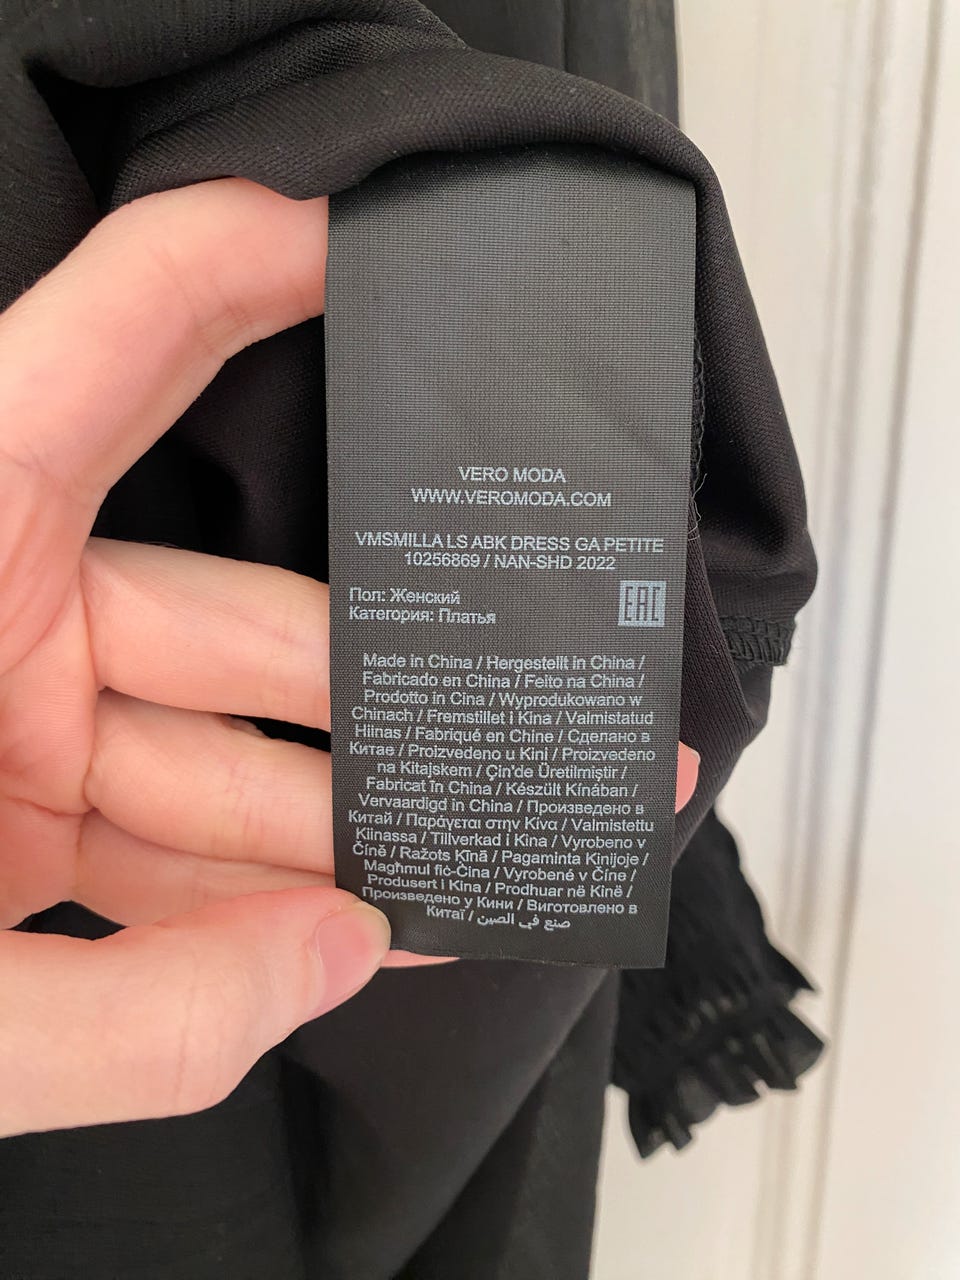 VERO MODA
WWW.VEROMODA.COM
VMSMILLA LS ABK DRESS GA PETITE
10256869 / NAN-SHD 2022
Пол: Женский
Категория: Платья
EAC
Made in China / Hergestellt in China /
Fabricado en China / Feito na China /
Prodotto in Cina / Wyprodukowano w
Chinach / Fremstillet i Kina / Valmistatud
Hiinas / Fabriqué en Chine / Сделано в
Китае / Proizvedeno u Kini / Proizvedeno
na Kitajskem / Çin'de Üretilmiştir /
Fabricat în China / Készült Kínában /
Vervaardigd in China / Произведено в
Китай / Παράγεται στην Κίνα / Valmistettu
Kiinassa / Tillverkad i Kina / Vyrobeno v
Číně / Ražots Ķīnā / Pagaminta Kinijoje /
Magħmul fiċ-Ċina / Vyrobené v Číne /
Produsert i Kina / Prodhuar në Kinë /
Произведено у Кини / Виготовлено в
Китаї / صنع في الصين